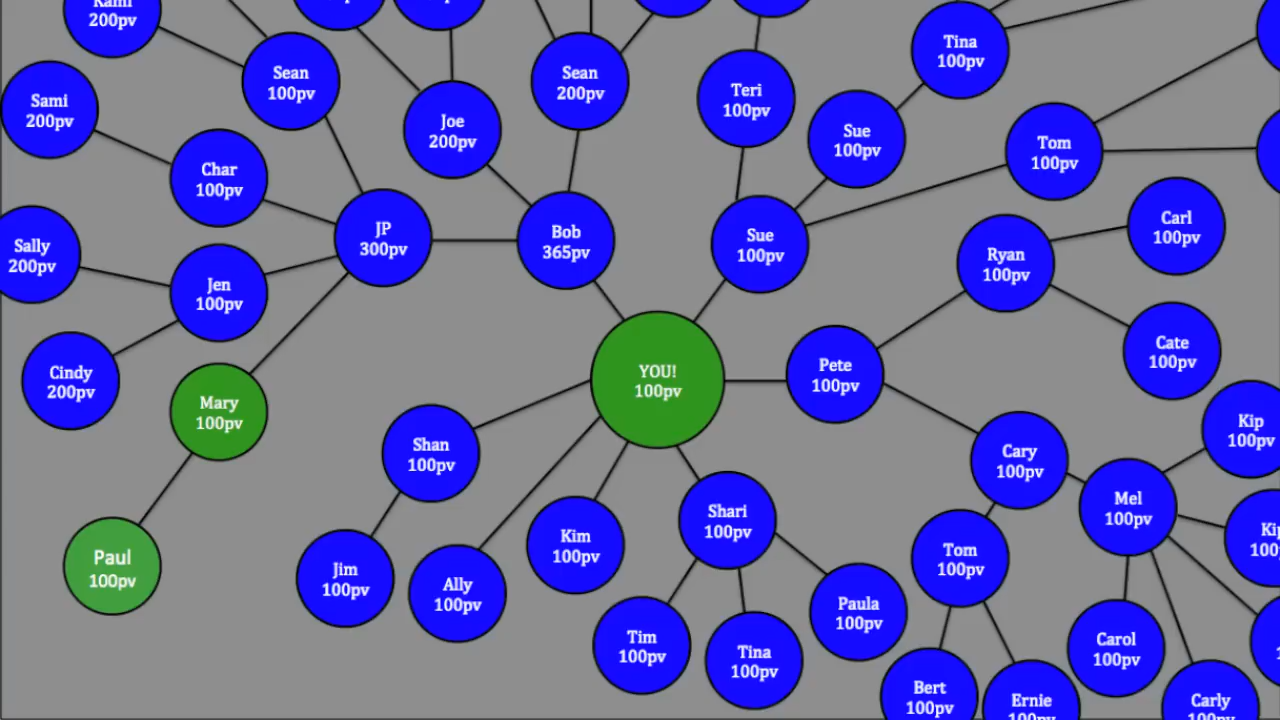 Kami
200pv
Sean
100pv
Sami
200pv
Joe
200pv
Sean
200pv
Teri
100pv
Sue
100pv
Tina
100pv
Tom
100pv
Char
100pv
JP
300pv
Bob
365pv
Sue
100pv
Ryan
100pv
Carl
100pv
Sally
200pv
Jen
100pv
Cindy
200pv
Mary
100pv
YOU!
100pv
Pete
100pv
Cate
100pv
Shan
100pv
Cary
100pv
Kip
100pv
Mel
100pv
Paul
100pv
Jim
100pv
Ally
100pv
Kim
100pv
Shari
100pv
Tom
100pv
Paula
100pv
Tim
100pv
Tina
100pv
Carol
100pv
Bert
100pv
Ernie
100pv
Carly
100pv